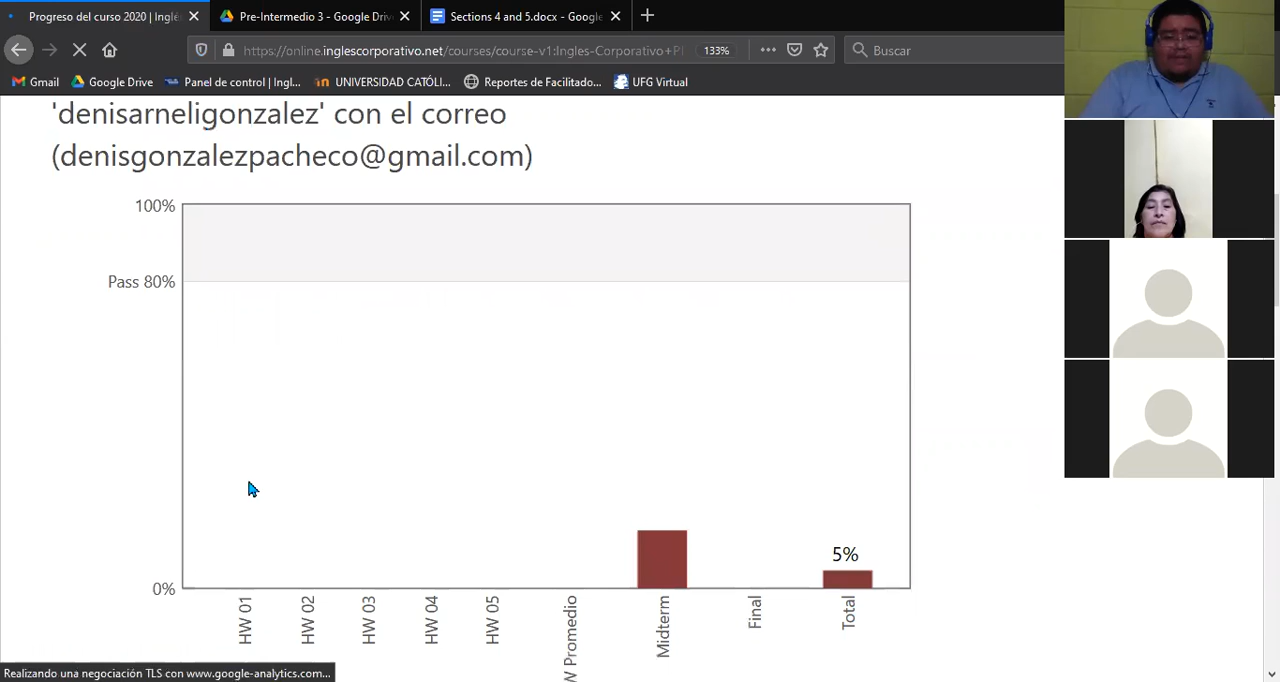 Progreso del curso 2020 | Inglé
Pre-Intermedio 3 - Google Driv
Sections 4 and 5.docx - Google
https://online.inglescorporativo.net/courses/course-v1:Ingles-Corporativo+P
133%
Buscar
Gmail
Google Drive
Panel de control | Ingl...
UNIVERSIDAD CATÓLI...
Reportes de Facilitado...
UFG Virtual
'denisarneligonzalez' con el correo
(denisgonzalezpacheco@gmail.com)
100%
Pass 80%
0%
5%
HW 01
HW 02
HW 03
HW 04
HW 05
W Promedio
Midterm
Final
Total
Realizando una negociación TLS con www.google-analytics.com...